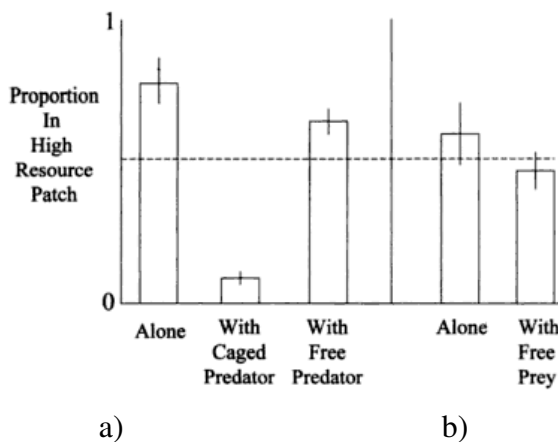 1
Proportion
In
High
Resource
Patch
0
Alone
With
Caged
Predator
With
Free
Predator
Alone
With
Free
Prey
a)
b)